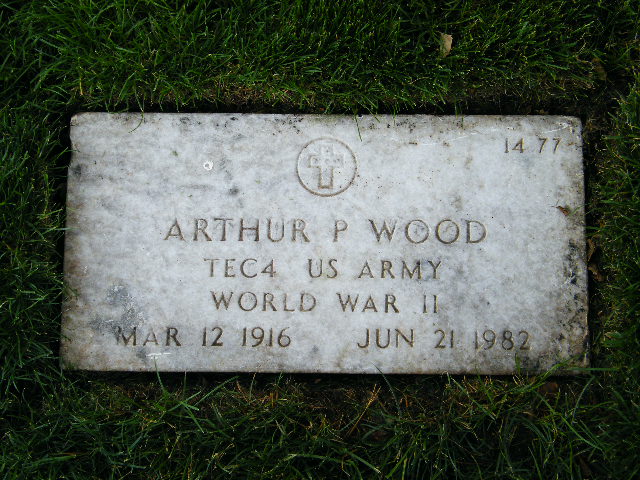 14 77
ARTHUR P WOOD
TEC4 US ARMY
WORLD WAR II
MAR 12 1916 JUN 21 1982